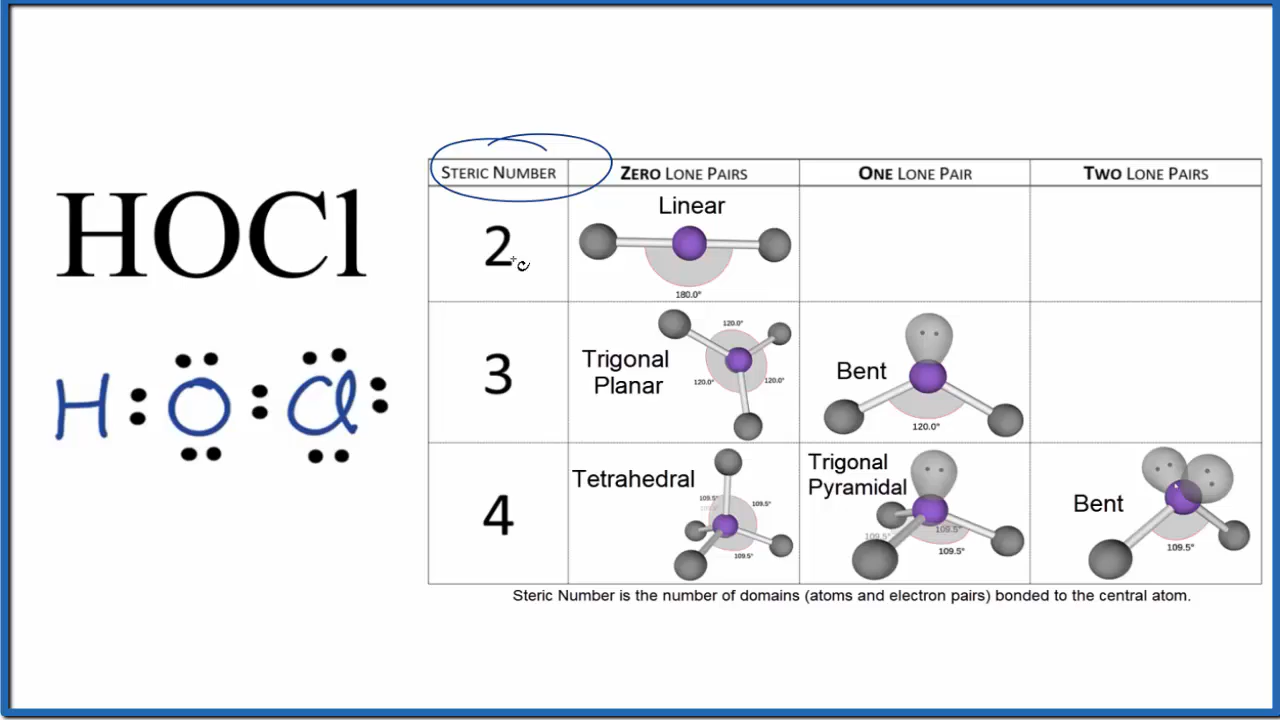 HOCl
H O Cl
STERIC NUMBER ZERO LONE PAIRS ONE LONE PAIR TWO LONE PAIRS
2
Linear
180.0°
3
Trigonal
Planar
120.0°
120.0°
120.0°
Bent
120.0°
4
Tetrahedral
109.5°
109.5°
109.5°
Trigonal
Pyramidal
109.5°
109.5°
109.5°
Bent
109.5°
Steric Number is the number of domains (atoms and electron pairs) bonded to the central atom.